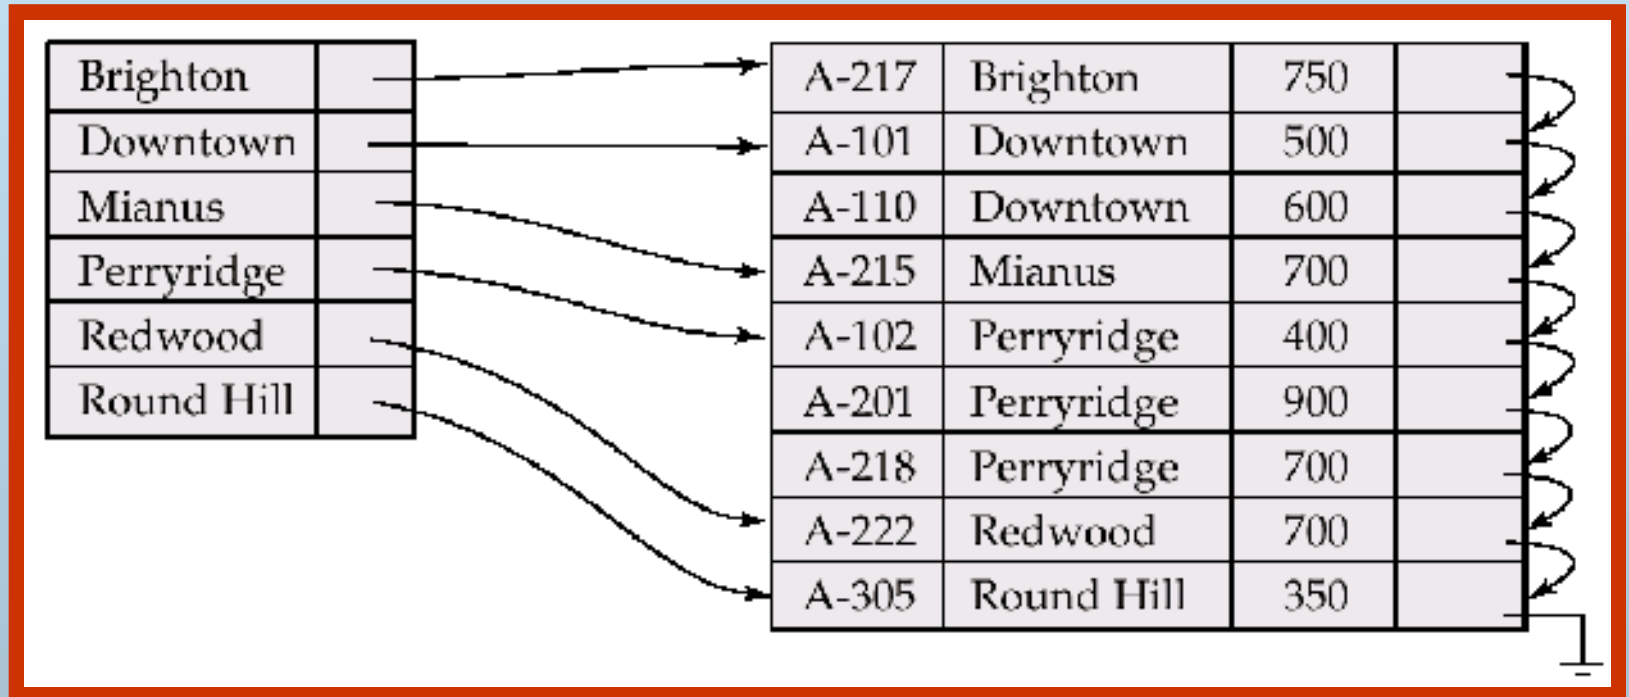 Brighton
Downtown
Mianus
Perryridge
Redwood
Round Hill
A-217 Brighton 750
A-101 Downtown 500
A-110 Downtown 600
A-215 Mianus 700
A-102 Perryridge 400
A-201 Perryridge 900
A-218 Perryridge 700
A-222 Redwood 700
A-305 Round Hill 350